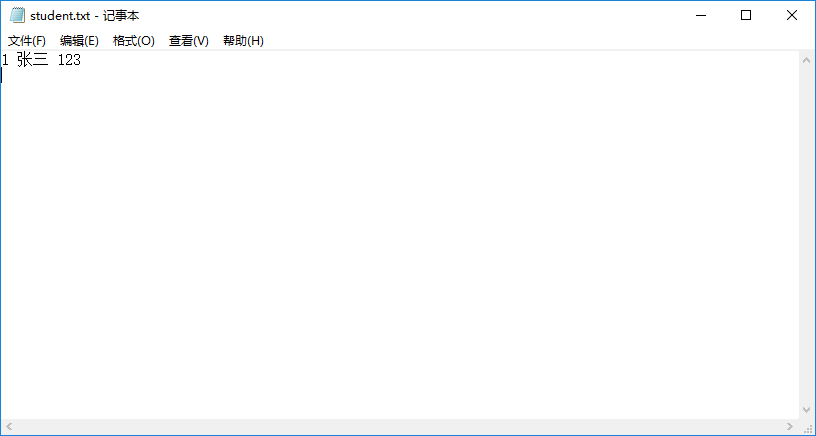 student.txt - 记事本
文件(F) 编辑(E) 格式(O) 查看(V) 帮助(H)
1 张三 123